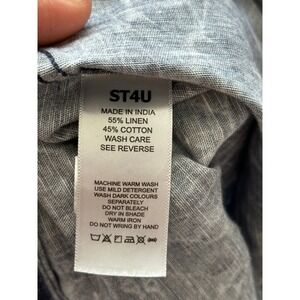 ST4U
MADE IN INDIA
55% LINEN
45% COTTON
WASH CARE
SEE REVERSE
MACHINE WARM WASH
USE MILD DETERGENT
WASH DARK COLOURS
SEPARATELY
DO NOT BLEACH
DRY IN SHADE
WARM IRON
DO NOT WRING BY HAND